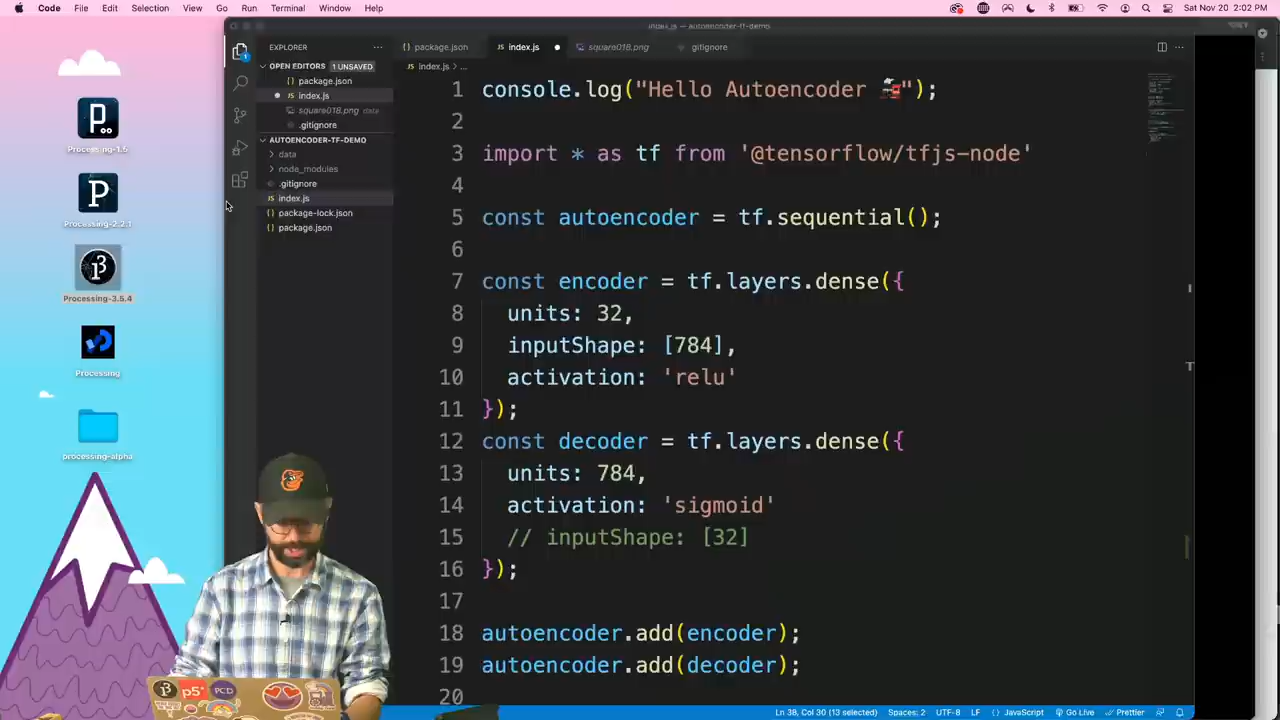 Code File Edit Selection View Go Run Terminal Window Help
Sat Nov 20 2:02 PM
index.js — autoencoder-tf-demo
EXPLORER
package.json
index.js
square018.png
gitignore
OPEN EDITORS 1 UNSAVED
index.js > ...
package.json
index.js
square018.png data
.gitignore
AUTOENCODER-TF-DEMO
data
node_modules
.gitignore
JS index.js
package-lock.json
package.json
1 console.log("Hello Autoencoder 🚂");
2
3 import * as tf from '@tensorflow/tfjs-node'
4
5 const autoencoder = tf.sequential();
6
7 const encoder = tf.layers.dense({
8 units: 32,
9 inputShape: [784],
10 activation: 'relu'
11 });
12 const decoder = tf.layers.dense({
13 units: 784,
14 activation: 'sigmoid'
15 // inputShape: [32]
16 });
17
18 autoencoder.add(encoder);
19 autoencoder.add(decoder);
20
Processing-1.5
Processing-2.2.1
Processing-3.5.4
Processing
processing-alpha
p5*
PCD
Ln 38, Col 30 (13 selected) Spaces: 2 UTF-8 LF {} JavaScript Go Live Prettier